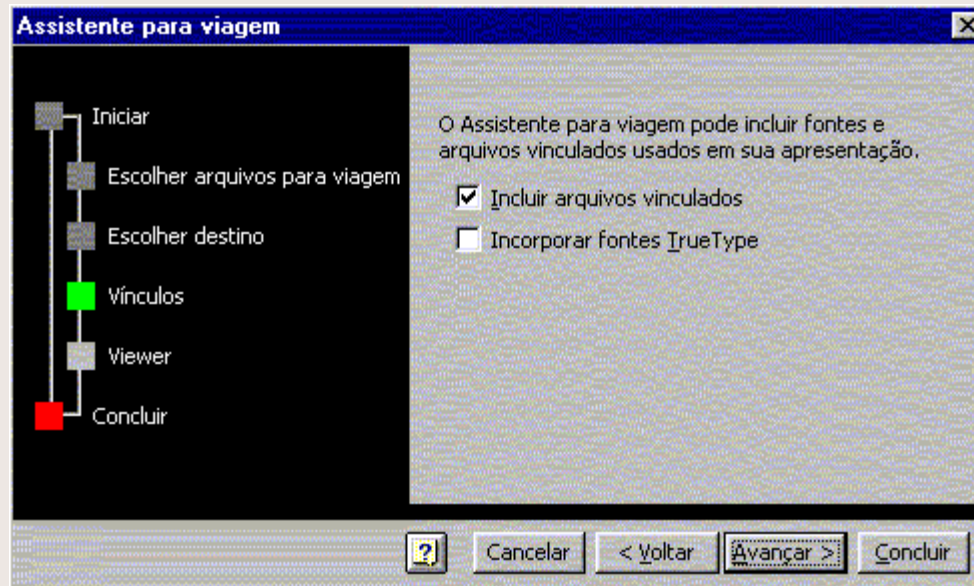 Assistente para viagem
Iniciar
Escolher arquivos para viagem
Escolher destino
Vínculos
Viewer
Concluir
O Assistente para viagem pode incluir fontes e
arquivos vinculados usados em sua apresentação.
Incluir arquivos vinculados
Incorporar fontes TrueType
? Cancelar < Voltar Avançar > Concluir